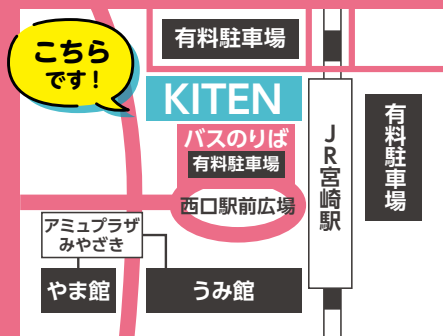 有料駐車場
こちら
です!
KITEN
バスのりば
有料駐車場
西口駅前広場
JR宮崎駅
有料駐車場
アミュプラザ
みやざき
やま館
うみ館